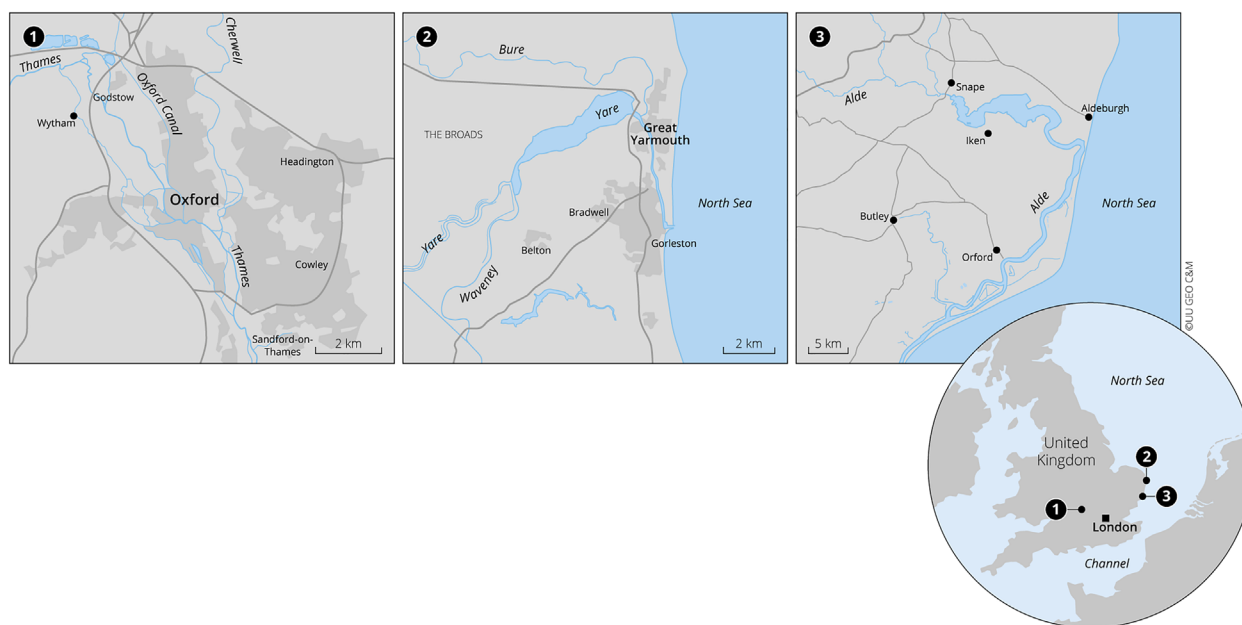 1
Thames
Cherwell
Oxford Canal
Godstow
Wytham
Headington
Oxford
Thames
Cowley
Sandford-on-
Thames
2 km
2
Bure
Yare
THE BROADS
Great
Yarmouth
North Sea
Bradwell
Yare
Belton
Gorleston
Waveney
2 km
3
Snape
Alde
Aldeburgh
Iken
Alde
North Sea
Butley
Orford
5 km
©UU GEO C&M
North Sea
United
Kingdom
2
3
1
London
Channel